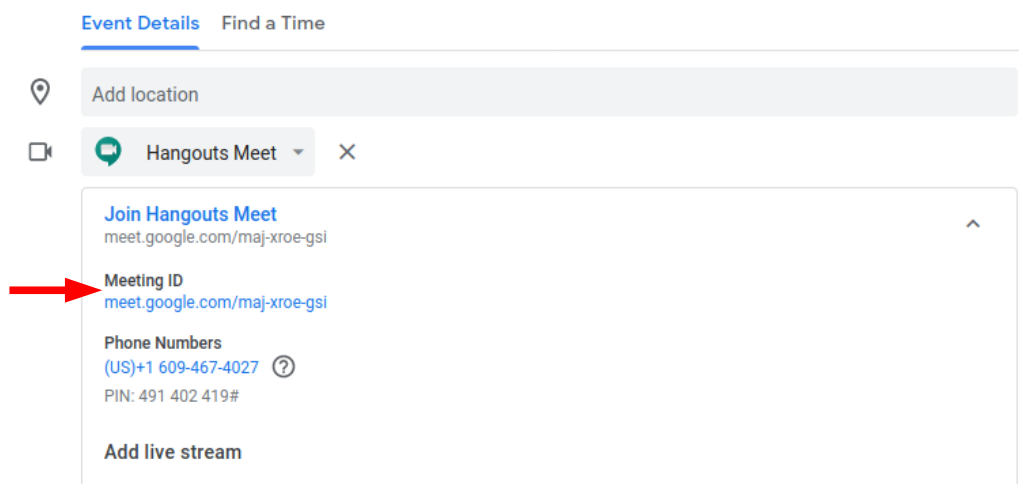 Event Details Find a Time
Add location
Hangouts Meet
Join Hangouts Meet
meet.google.com/maj-xroe-gsi
Meeting ID
meet.google.com/maj-xroe-gsi
Phone Numbers
(US)+1 609-467-4027
PIN: 491 402 419#
Add live stream